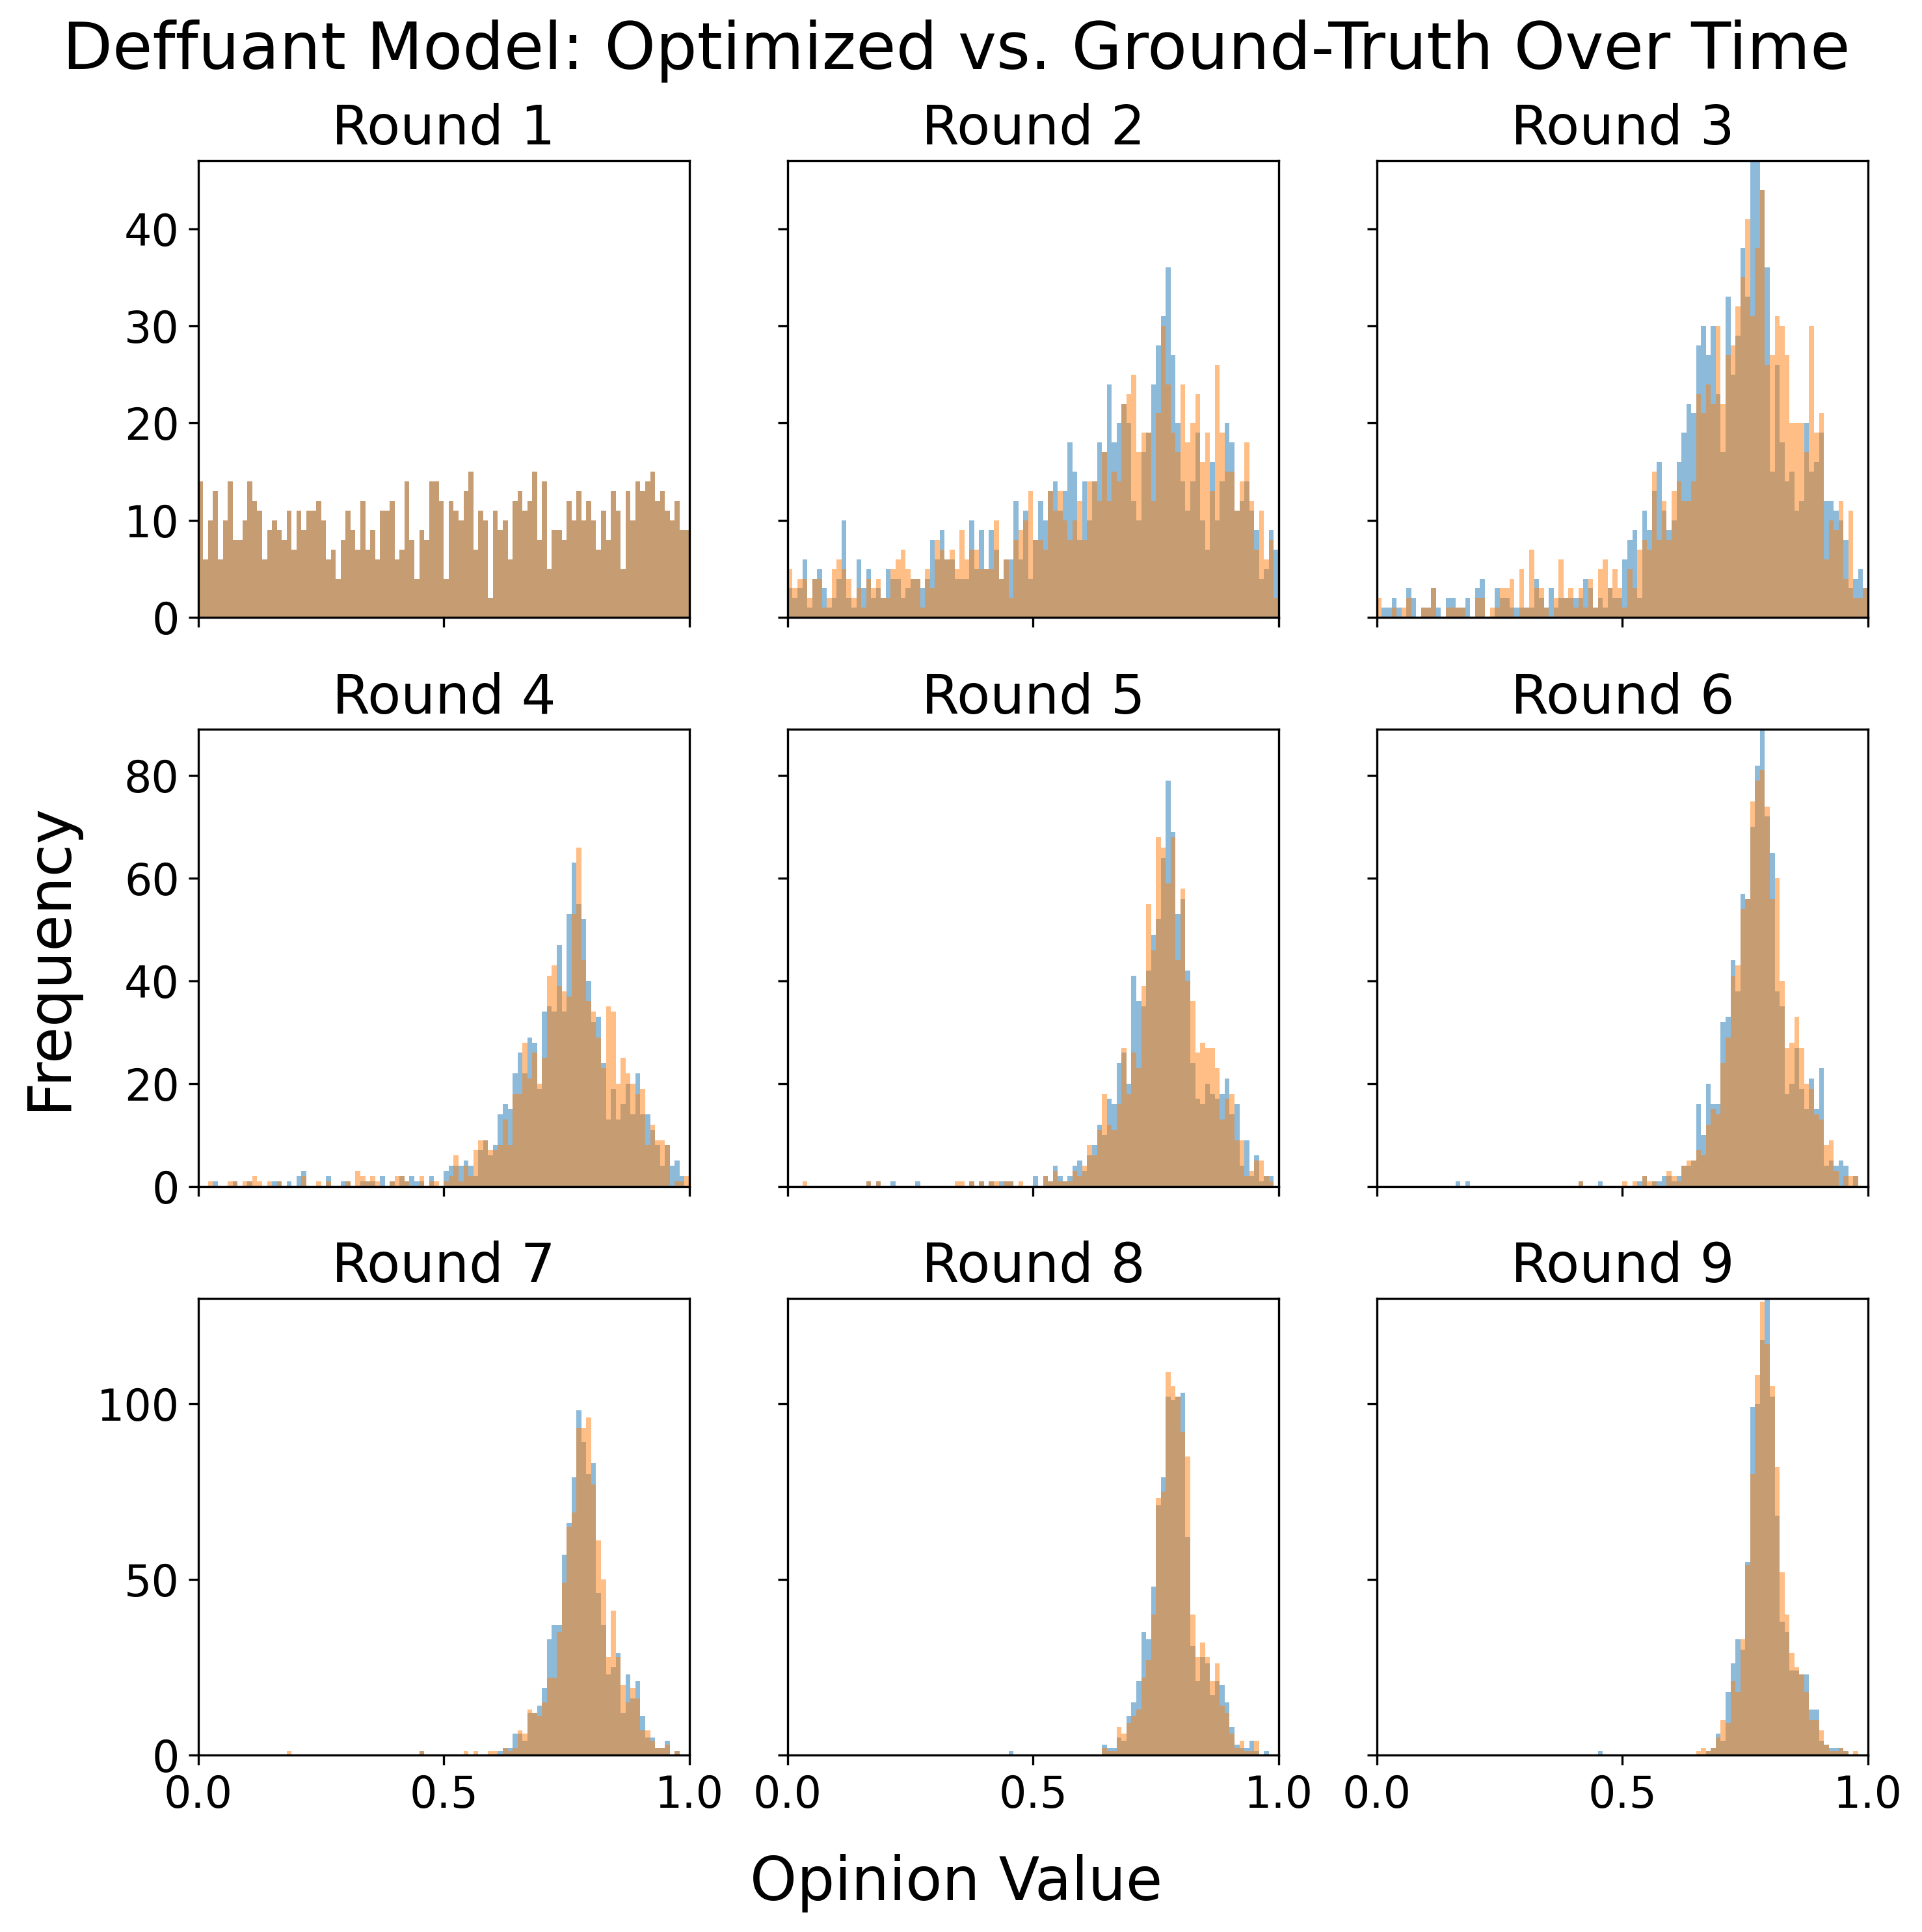 Deffuant Model: Optimized vs. Ground-Truth Over Time
Round 1
Round 2
Round 3
40
30
20
10
0
Round 4
Round 5
Round 6
Frequency
80
60
40
20
0
Round 7
Round 8
Round 9
100
50
0
0.0 0.5 1.0 0.0 0.5 1.0 0.0 0.5 1.0
Opinion Value